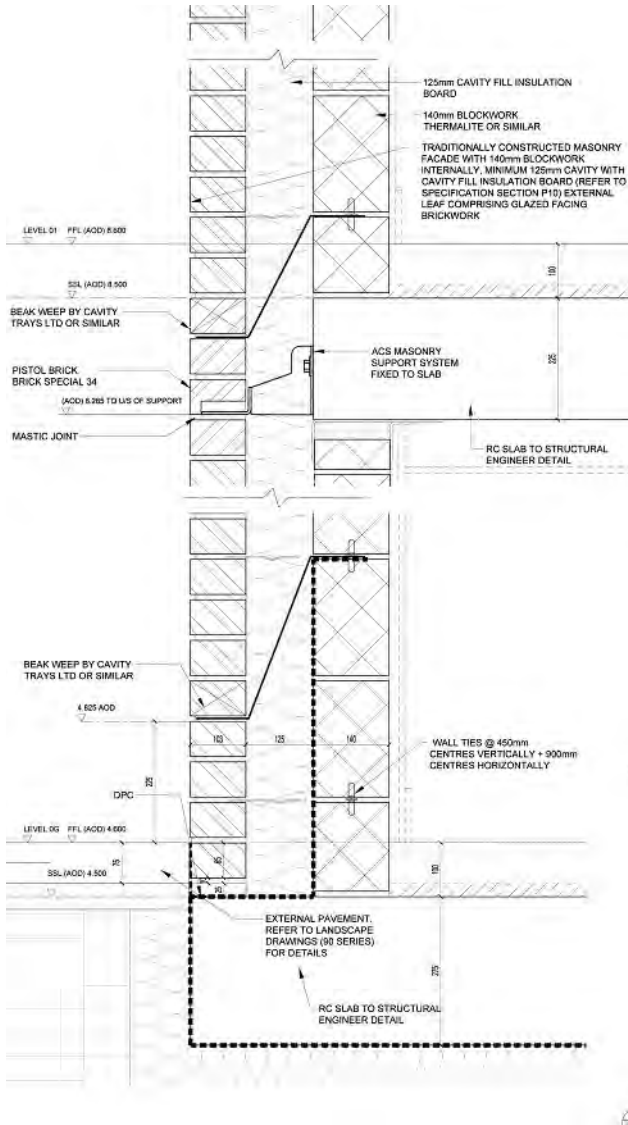 125mm CAVITY FILL INSULATION
BOARD
140mm BLOCKWORK
THERMALITE OR SIMILAR
TRADITIONALLY CONSTRUCTED MASONRY
FACADE WITH 140mm BLOCKWORK
INTERNALLY, MINIMUM 125mm CAVITY WITH
CAVITY FILL INSULATION BOARD (REFER TO
SPECIFICATION SECTION P10) EXTERNAL
LEAF COMPRISING GLAZED FACING
BRICKWORK
LEVEL 01 FFL (AOD) 8.600
SSL (AOD) 8.500
100
BEAK WEEP BY CAVITY
TRAYS LTD OR SIMILAR
ACS MASONRY
SUPPORT SYSTEM
FIXED TO SLAB
225
PISTOL BRICK
BRICK SPECIAL 34
(AOD) 8.265 TO U/S OF SUPPORT
MASTIC JOINT
RC SLAB TO STRUCTURAL
ENGINEER DETAIL
BEAK WEEP BY CAVITY
TRAYS LTD OR SIMILAR
4.825 AOD
103
125
140
WALL TIES @ 450mm
CENTRES VERTICALLY + 900mm
CENTRES HORIZONTALLY
225
DPC
LEVEL 0G FFL (AOD) 4.600
75
65
100
SSL (AOD) 4.500
EXTERNAL PAVEMENT.
REFER TO LANDSCAPE
DRAWINGS (90 SERIES)
FOR DETAILS
275
RC SLAB TO STRUCTURAL
ENGINEER DETAIL